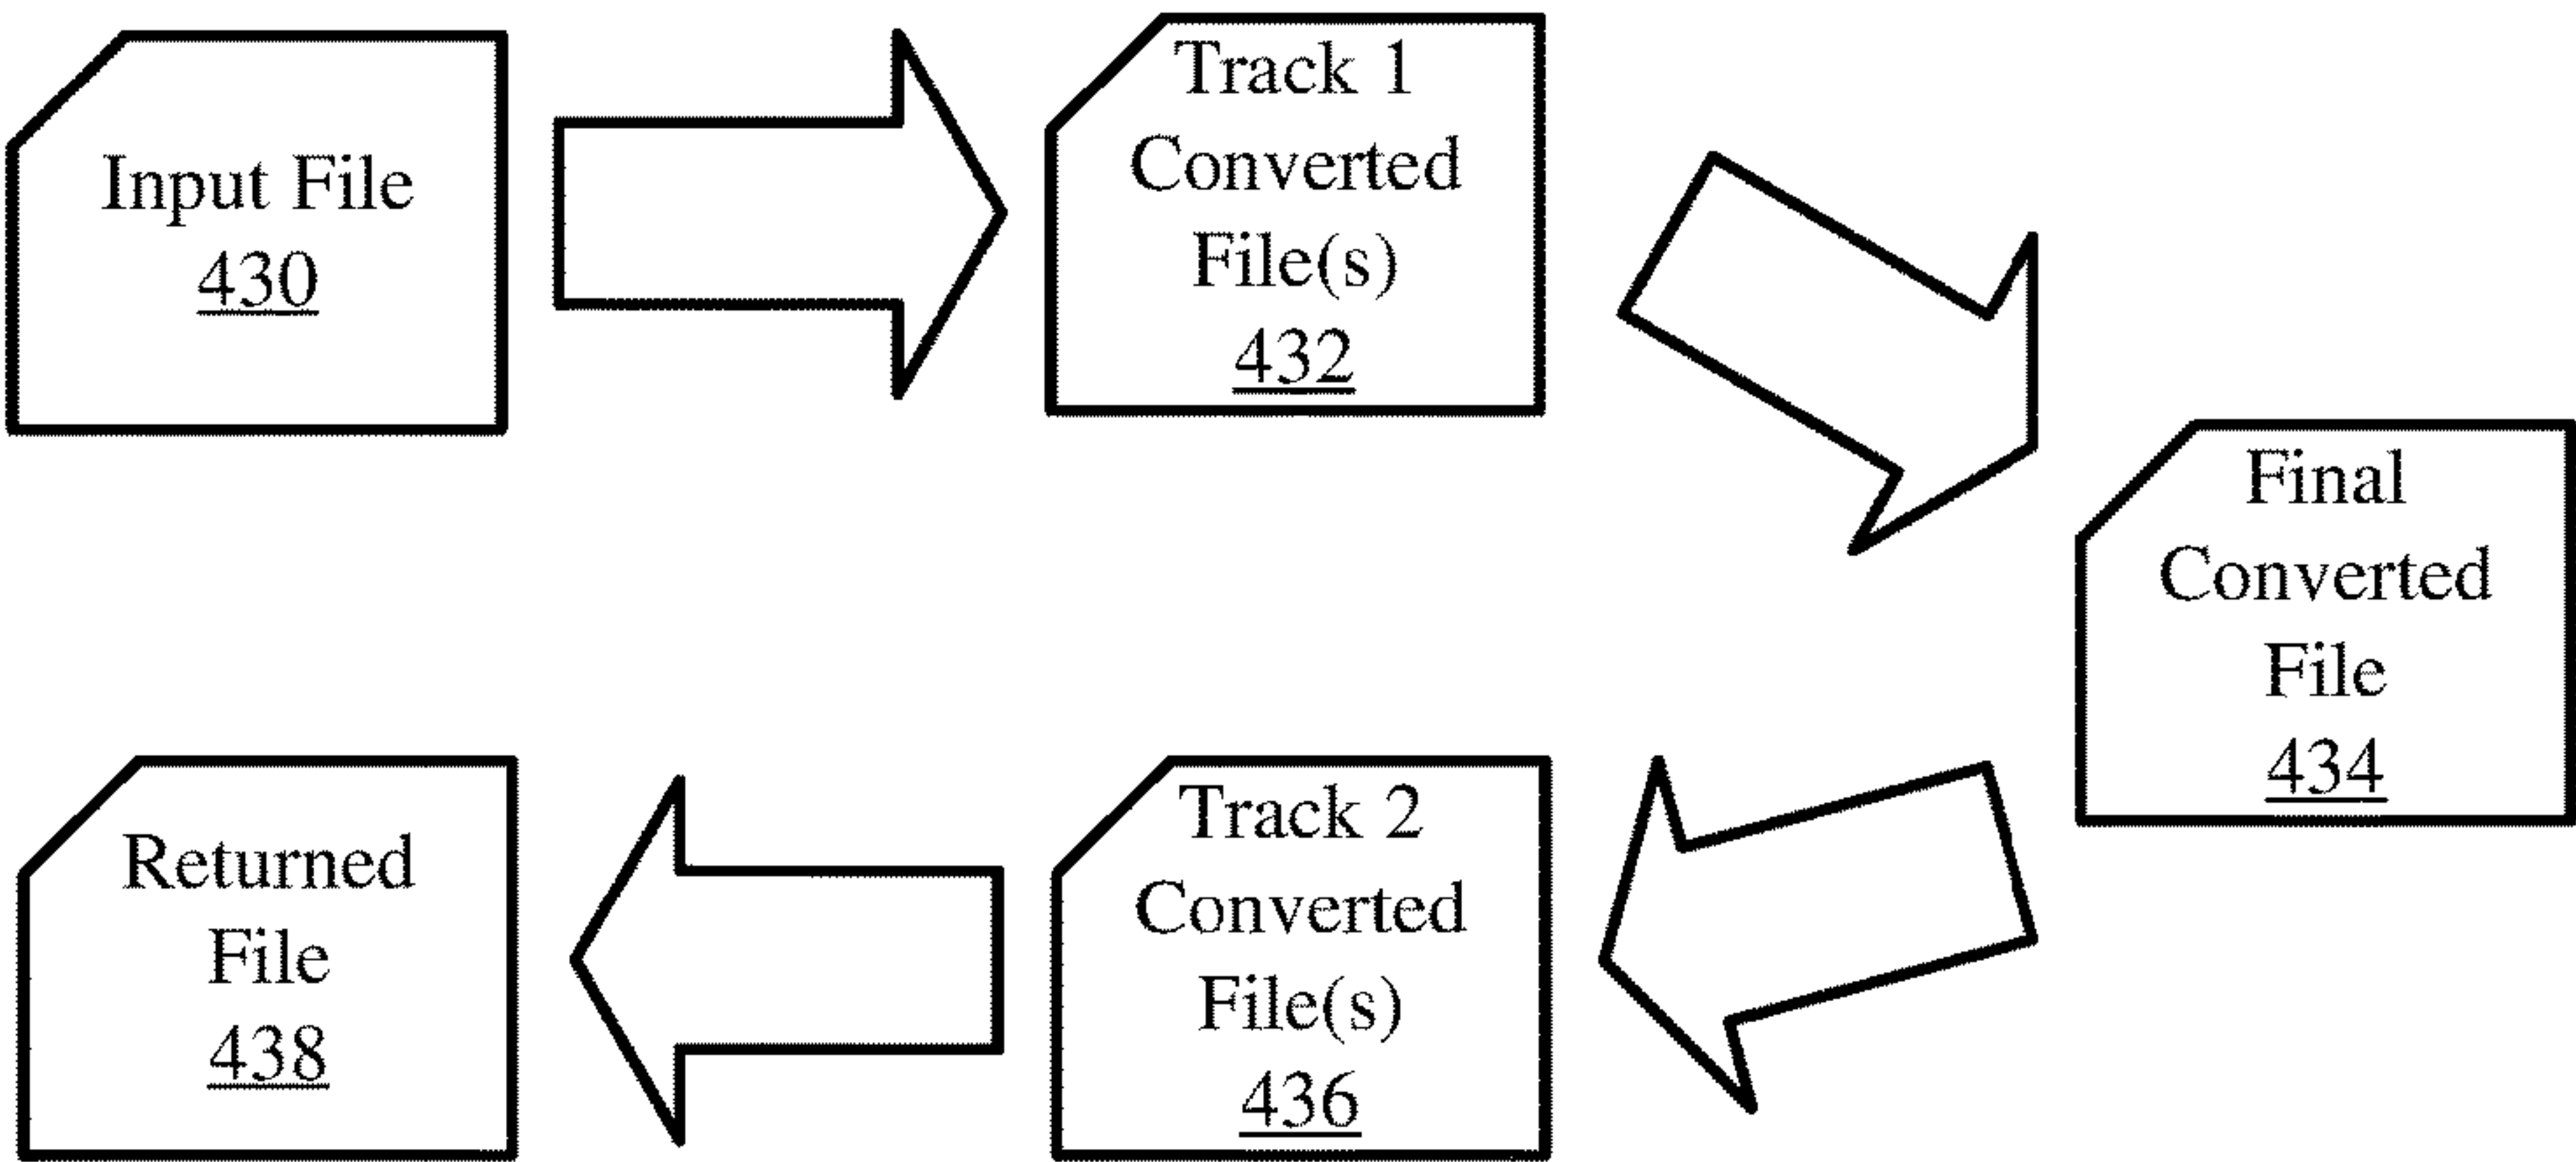 Input File
430
Track 1
Converted
File(s)
432
Final
Converted
File
434
Track 2
Converted
File(s)
436
Returned
File
438